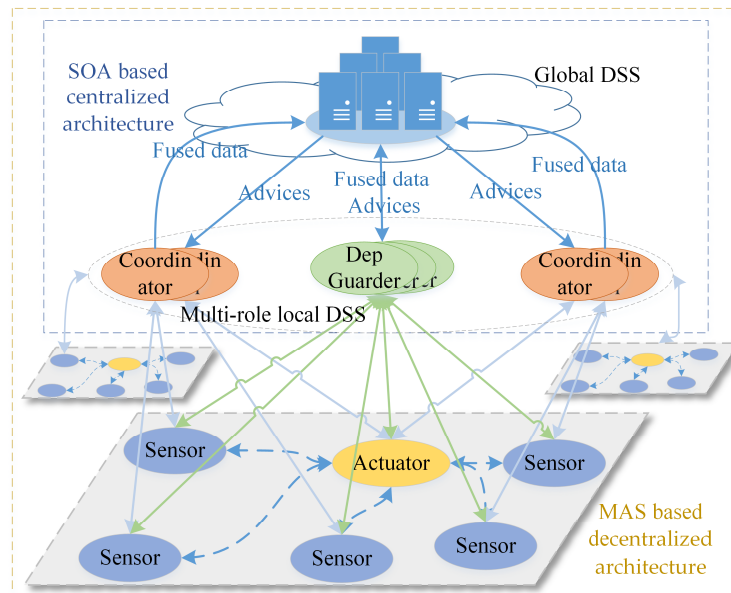 SOA based
centralized
architecture
Global DSS
Fused data
Fused data
Advices
Fused data
Advices
Advices
Coordin
ator
Dep
Guarder
Coordin
ator
Multi-role local DSS
Sensor
Actuator
Sensor
Sensor
Sensor
Sensor
MAS based
decentralized
architecture